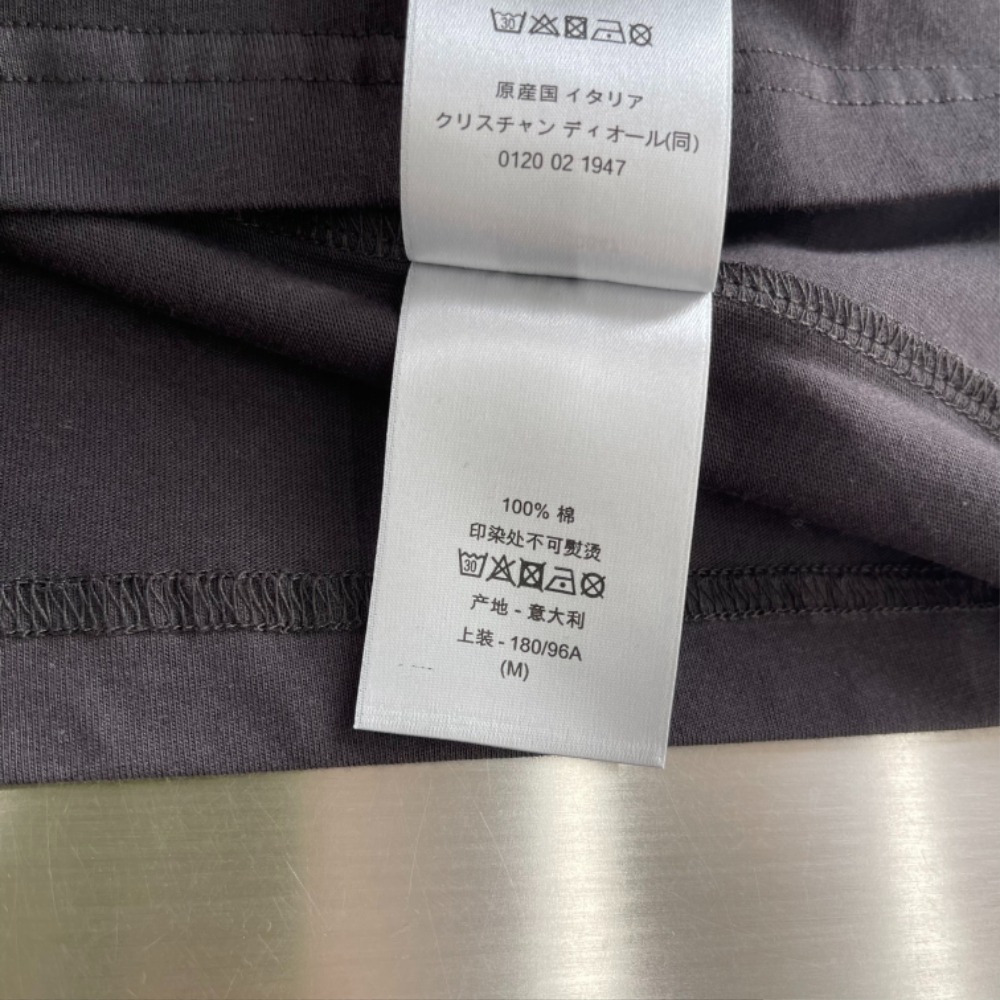 30
原産国 イタリア
クリスチャン ディオール(同)
0120 02 1947
100% 棉
印染处不可熨烫
30
产地 - 意大利
上装 - 180/96A
(M)